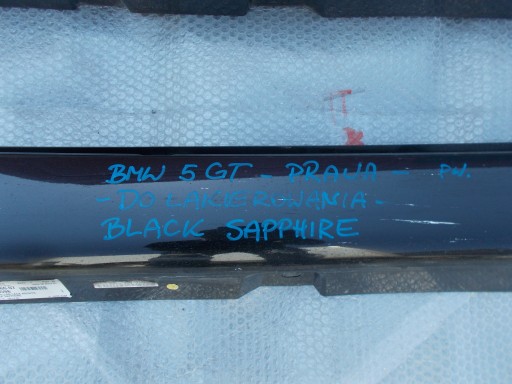 BMW 5 GT - PRAWA - PW.
- DO LAKIEROWANIA -
BLACK SAPPHIRE